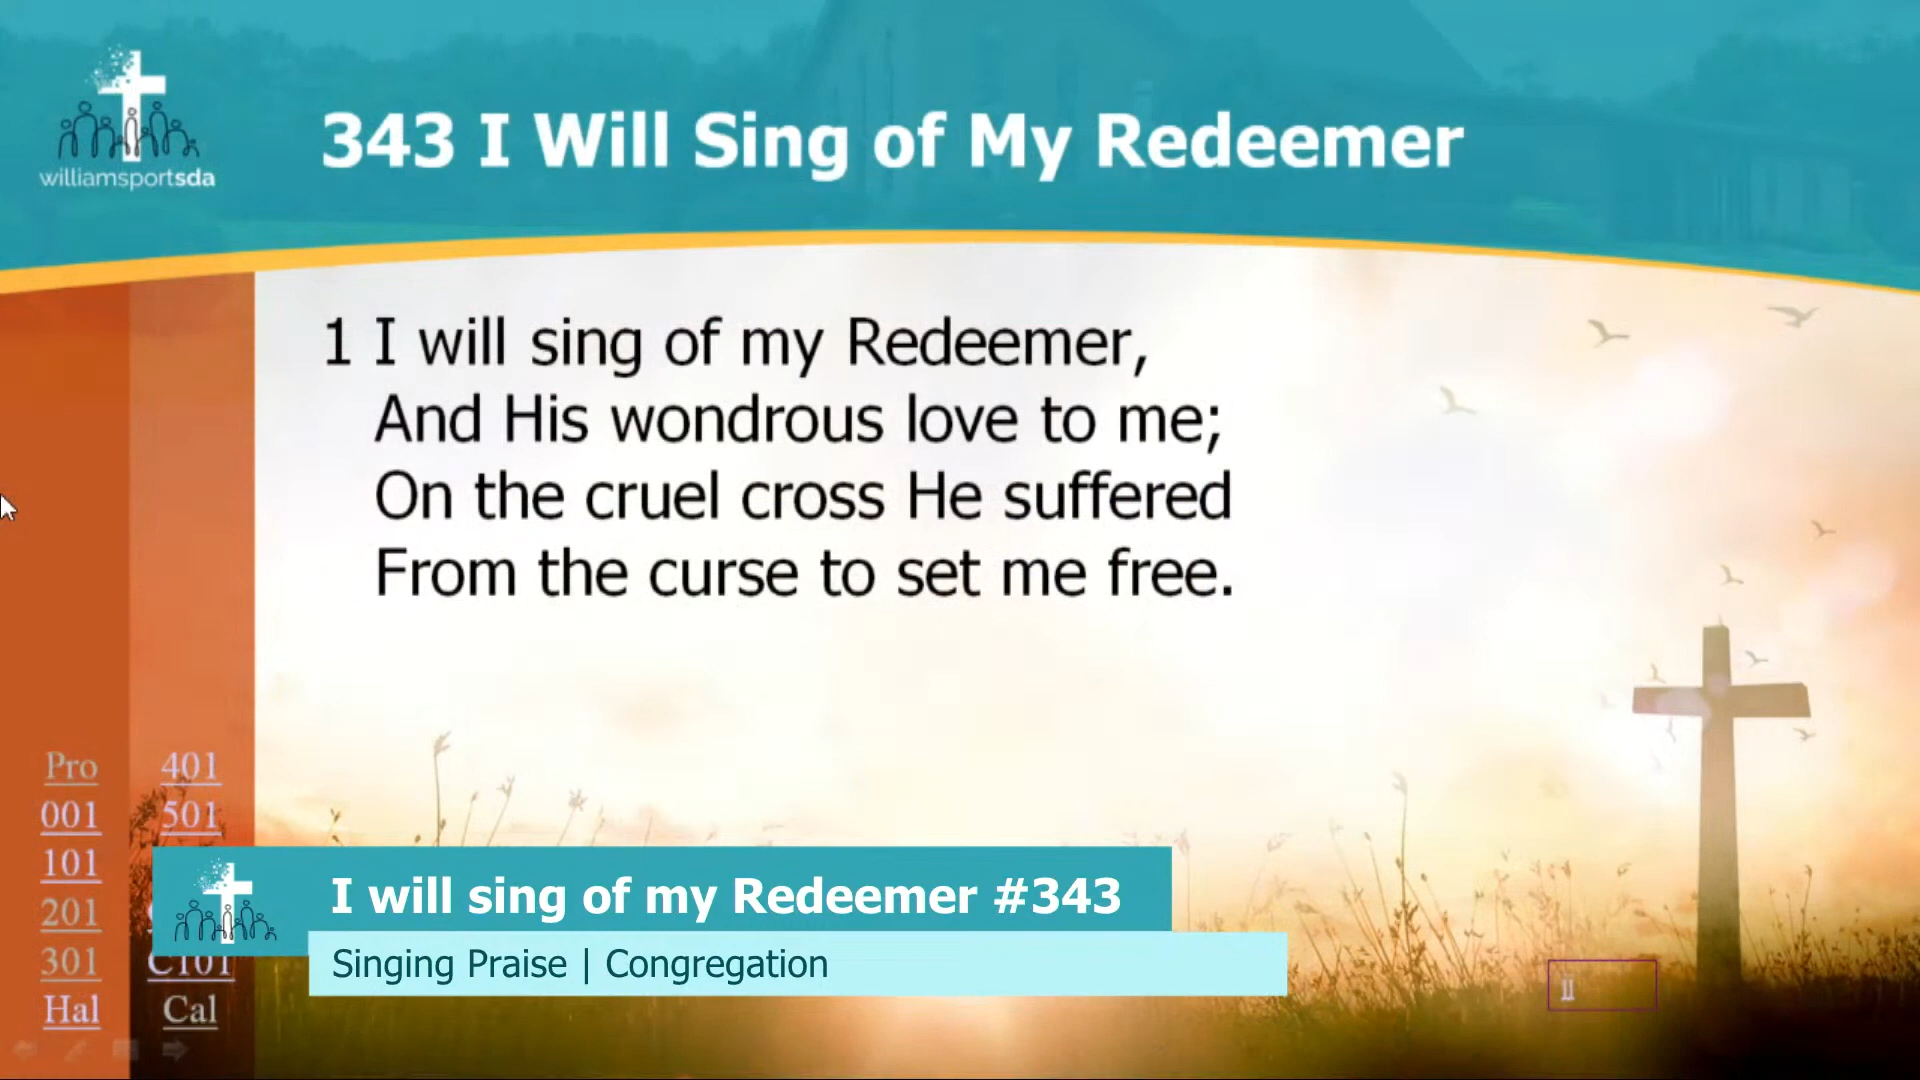 williamsportsda
343 I Will Sing of My Redeemer
1 I will sing of my Redeemer,
And His wondrous love to me;
On the cruel cross He suffered
From the curse to set me free.
Pro 401
001 501
101
201
301 C101
Hal Cal
I will sing of my Redeemer #343
Singing Praise | Congregation